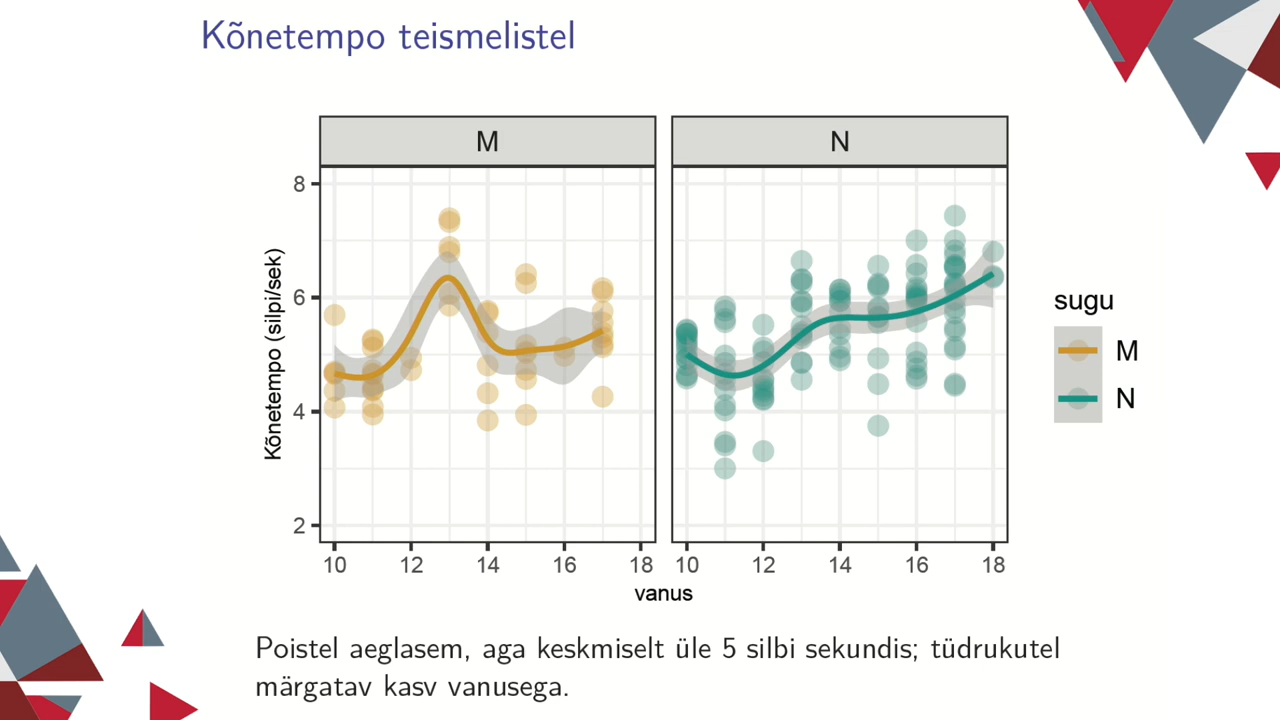 Kõnetempo teismelistel
M
N
8
6
4
2
Kõnetempo (silpi/sek)
10 12 14 16 18
10 12 14 16 18
vanus
sugu
M
N
Poistel aeglasem, aga keskmiselt üle 5 silbi sekundis; tüdrukutel
märgatav kasv vanusega.